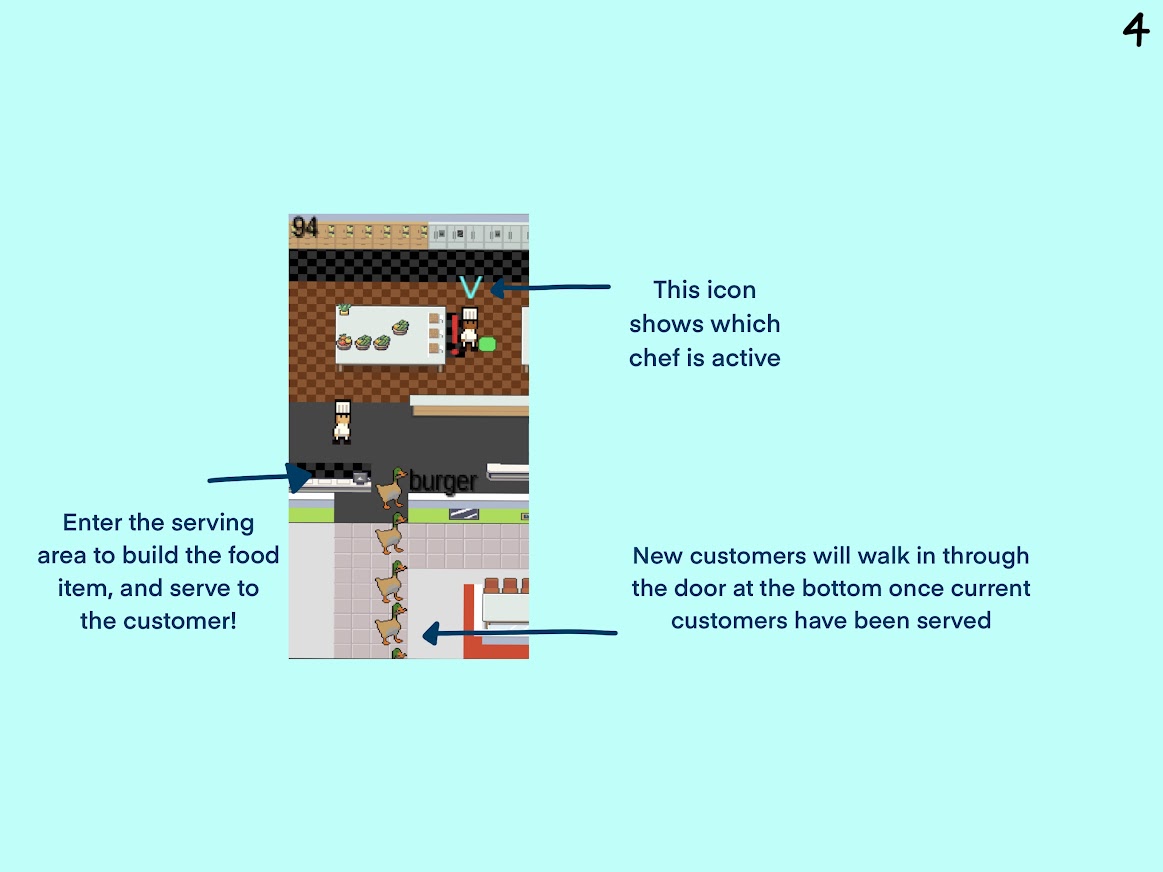 4
94
This icon
shows which
chef is active
burger
Enter the serving
area to build the food
item, and serve to
the customer!
New customers will walk in through
the door at the bottom once current
customers have been served